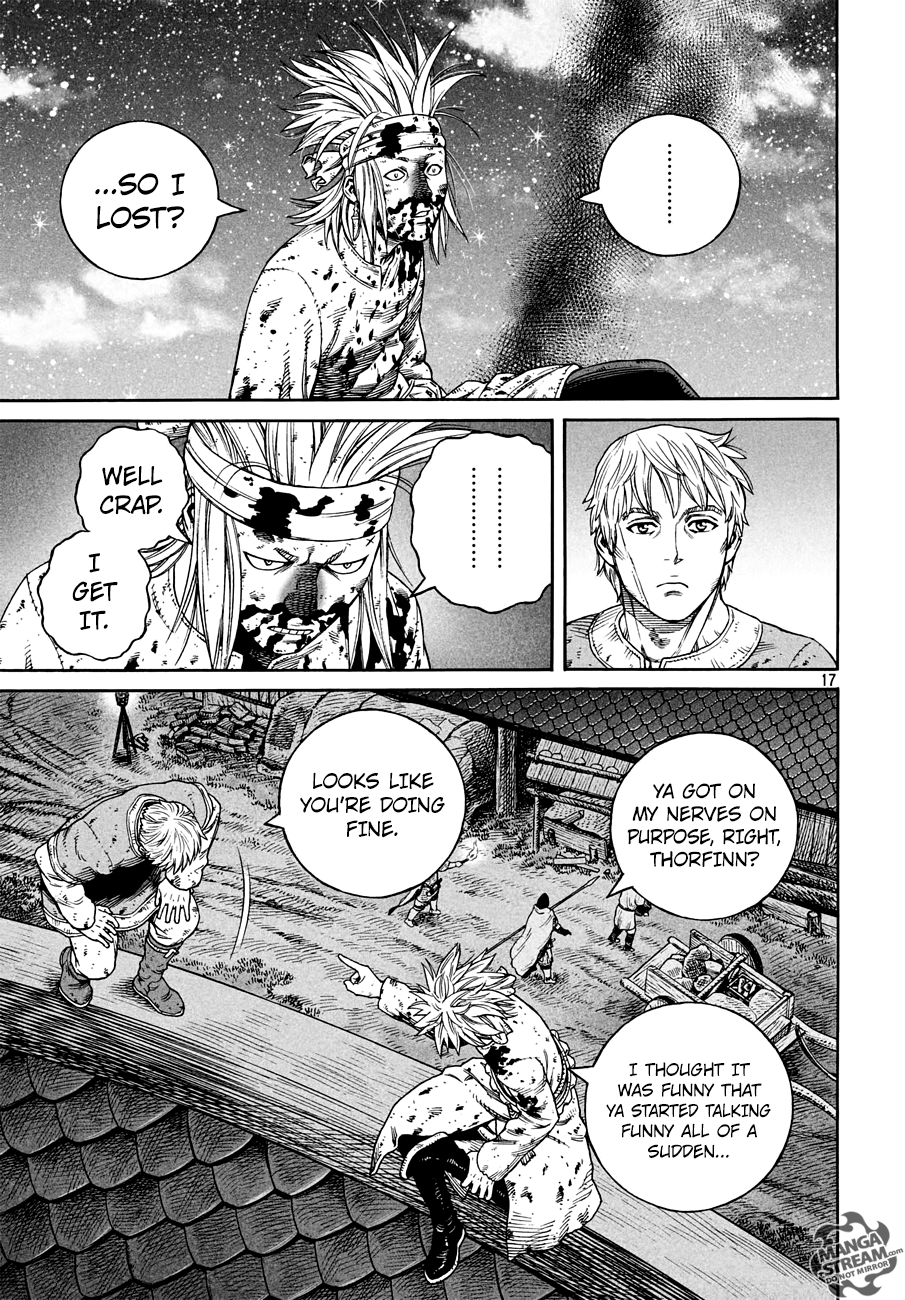 .........
...SO I
LOST?
.........
.........
WELL
CRAP.
I
GET
IT.
17
YA GOT ON
MY NERVES ON
PURPOSE, RIGHT,
THORFINN?
LOOKS LIKE
YOU'RE DOING
FINE.
I THOUGHT IT
WAS FUNNY THAT
YA STARTED TALKING
FUNNY ALL OF A
SUDDEN...
MANGA
STREAM.com
DO NOT MIRROR